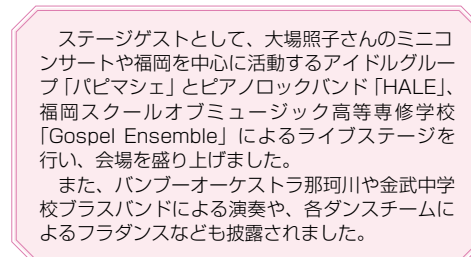 ステージゲストとして、大場照子さんのミニコ
ンサートや福岡を中心に活動するアイドルグルー
プ「パピマシェ」とピアノロックバンド「HALE」、
福岡スクールオブミュージック高等専修学校
「Gospel Ensemble」によるライブステージを
行い、会場を盛り上げました。
　また、バンブーオーケストラ那珂川や金武中学
校ブラスバンドによる演奏や、各ダンスチームに
よるフラダンスなども披露されました。